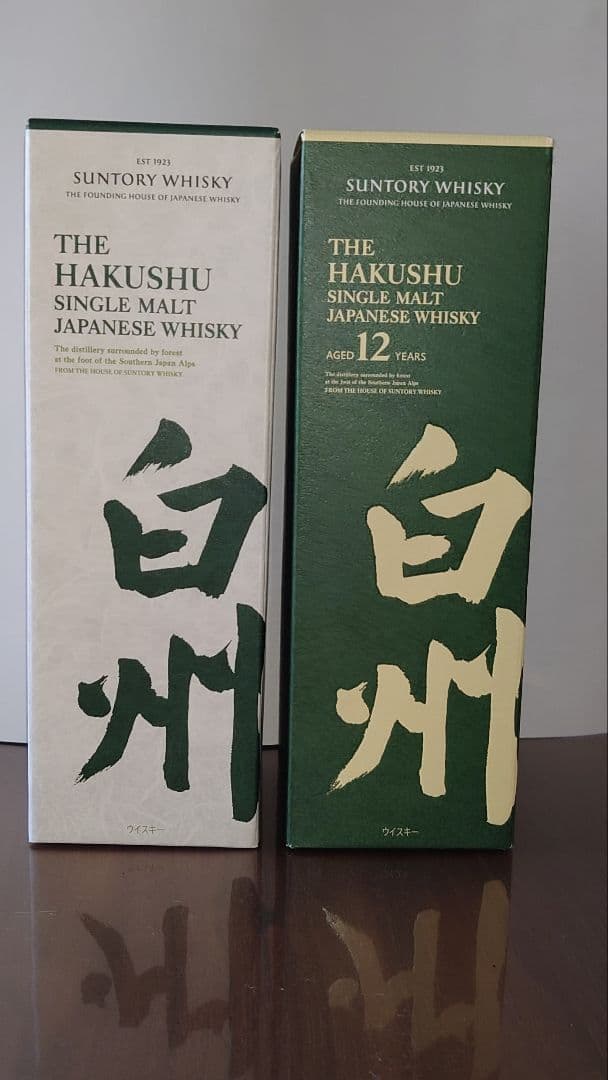 EST 1923
SUNTORY WHISKY
THE FOUNDING HOUSE OF JAPANESE WHISKY
THE
HAKUSHU
SINGLE MALT
JAPANESE WHISKY
The distillery surrounded by forest
at the foot of the Southern Japan Alps
FROM THE HOUSE OF SUNTORY WHISKY
白州
ウイスキー
EST 1923
SUNTORY WHISKY
THE FOUNDING HOUSE OF JAPANESE WHISKY
THE
HAKUSHU
SINGLE MALT
JAPANESE WHISKY
AGED 12 YEARS
The distillery surrounded by forest
at the foot of the Southern Japan Alps
FROM THE HOUSE OF SUNTORY WHISKY
白州
ウイスキー